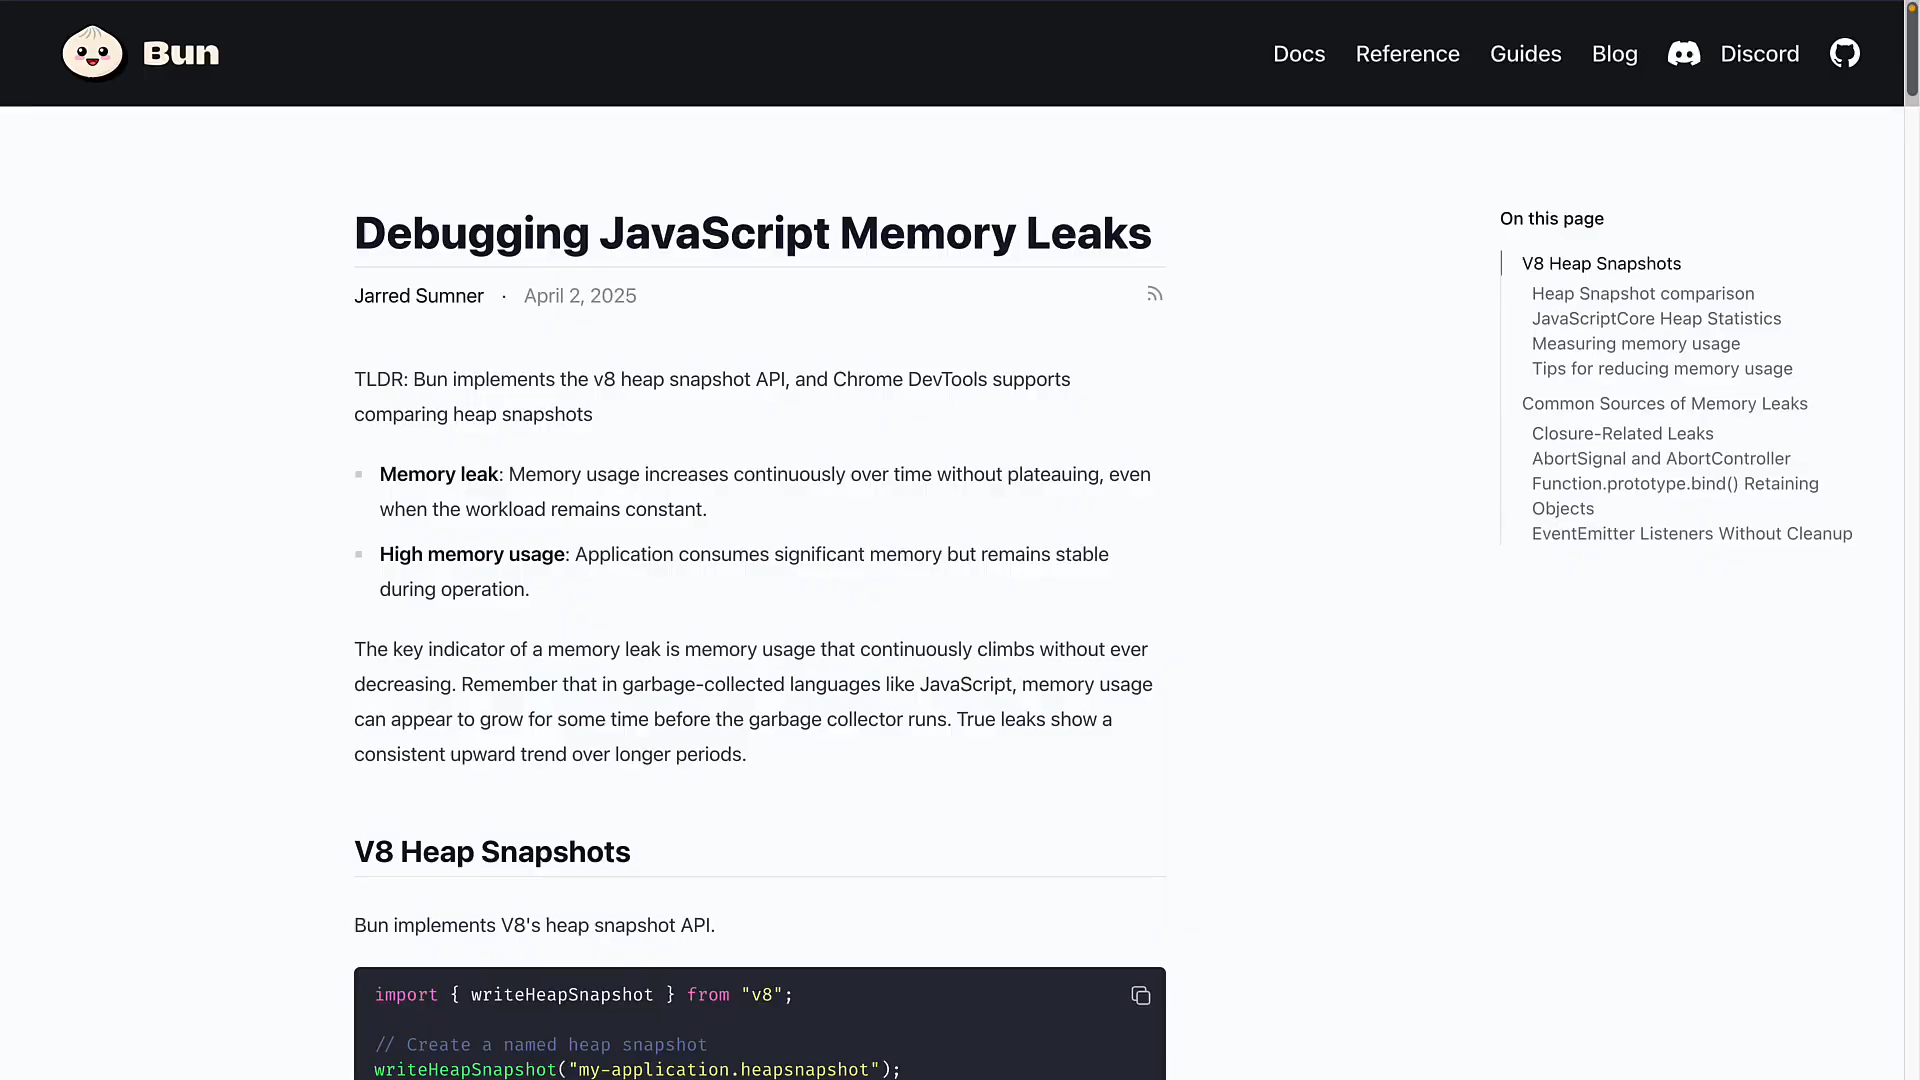 Bun
Docs
Reference
Guides
Blog
Discord
Debugging JavaScript Memory Leaks
Jarred Sumner · April 2, 2025
TLDR: Bun implements the v8 heap snapshot API, and Chrome DevTools supports
comparing heap snapshots
Memory leak: Memory usage increases continuously over time without plateauing, even
when the workload remains constant.
High memory usage: Application consumes significant memory but remains stable
during operation.
The key indicator of a memory leak is memory usage that continuously climbs without ever
decreasing. Remember that in garbage-collected languages like JavaScript, memory usage
can appear to grow for some time before the garbage collector runs. True leaks show a
consistent upward trend over longer periods.
V8 Heap Snapshots
Bun implements V8's heap snapshot API.
import { writeHeapSnapshot } from "v8";
// Create a named heap snapshot
writeHeapSnapshot("my-application.heapsnapshot");
On this page
V8 Heap Snapshots
Heap Snapshot comparison
JavaScriptCore Heap Statistics
Measuring memory usage
Tips for reducing memory usage
Common Sources of Memory Leaks
Closure-Related Leaks
AbortSignal and AbortController
Function.prototype.bind() Retaining
Objects
EventEmitter Listeners Without Cleanup